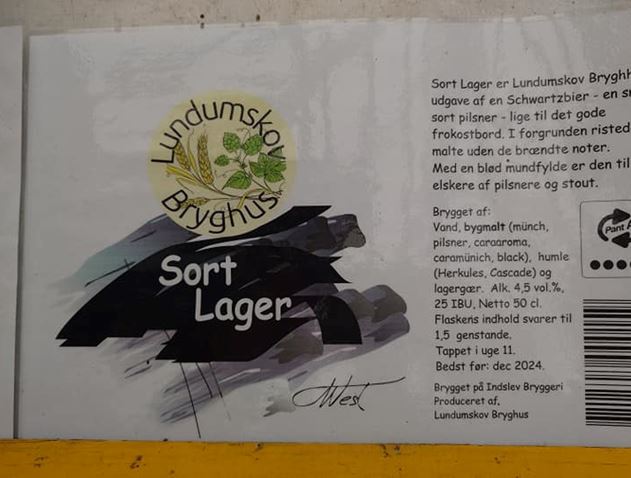 Lundumskov
Bryghus
Sort
Lager
West
Sort Lager er Lundumskov
udgave af en Schwartzbier - en
sort pilsner - lige til det gode
frokostbord. I forgrunden risted
malte uden de brændte noter.
Med en blød mundfylde er den til
elskere af pilsnere og stout.
Brygget af:
Vand, bygmalt (münch,
pilsner, caraaroma,
caramünich, black), humle
(Herkules, Cascade) og
lagergær. Alk. 4,5 vol.%,
25 IBU, Netto 50 cl.
Flaskens indhold svarer til
1,5 genstande.
Tappet i uge 11.
Bedst før: dec 2024.
Brygget på Indslev Bryggeri
Produceret af,
Lundumskov Bryghus
Pant A